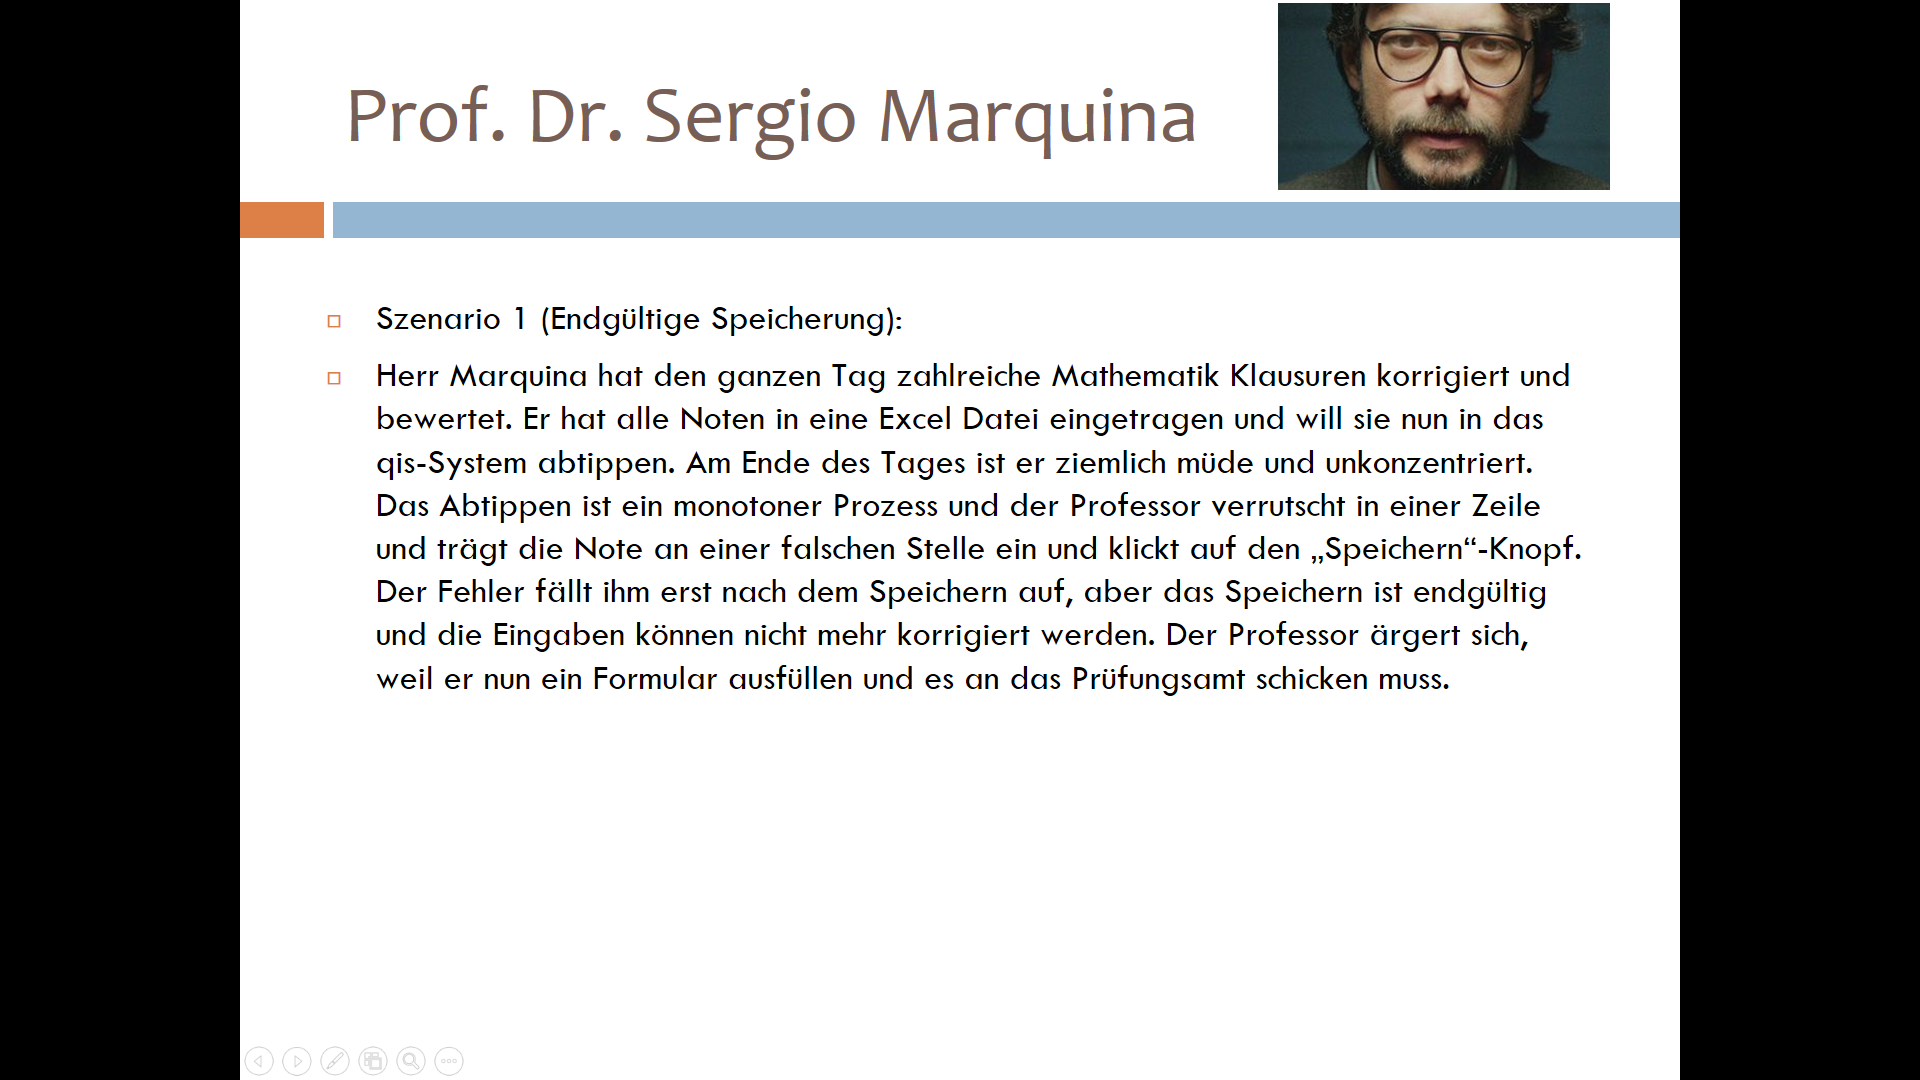 Prof. Dr. Sergio Marquina
Szenario 1 (Endgültige Speicherung):
Herr Marquina hat den ganzen Tag zahlreiche Mathematik Klausuren korrigiert und
bewertet. Er hat alle Noten in eine Excel Datei eingetragen und will sie nun in das
qis-System abtippen. Am Ende des Tages ist er ziemlich müde und unkonzentriert.
Das Abtippen ist ein monotoner Prozess und der Professor verrutscht in einer Zeile
und trägt die Note an einer falschen Stelle ein und klickt auf den „Speichern“-Knopf.
Der Fehler fällt ihm erst nach dem Speichern auf, aber das Speichern ist endgültig
und die Eingaben können nicht mehr korrigiert werden. Der Professor ärgert sich,
weil er nun ein Formular ausfüllen und es an das Prüfungsamt schicken muss.